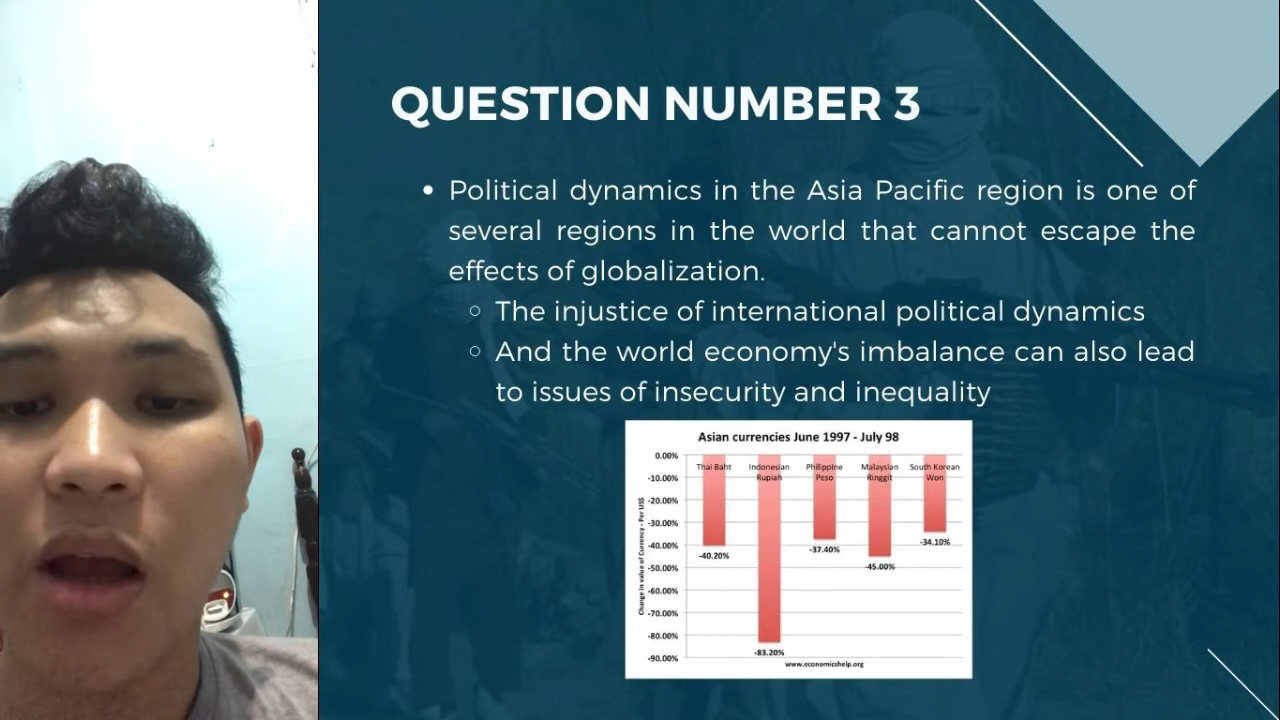 QUESTION NUMBER 3
• Political dynamics in the Asia Pacific region is one of
several regions in the world that cannot escape the
effects of globalization.
○ The injustice of international political dynamics
○ And the world economy's imbalance can also lead
to issues of insecurity and inequality
Asian currencies June 1997 - July 98
Change in value of Currency - Per US$
0.00%
-10.00%
-20.00%
-30.00%
-40.00%
-50.00%
-60.00%
-70.00%
-80.00%
-90.00%
Thai Baht
Indonesian
Rupiah
Philippine
Peso
Malaysian
Ringgit
South Korean
Won
-40.20%
-83.20%
-37.40%
-45.00%
-34.10%
www.economicshelp.org